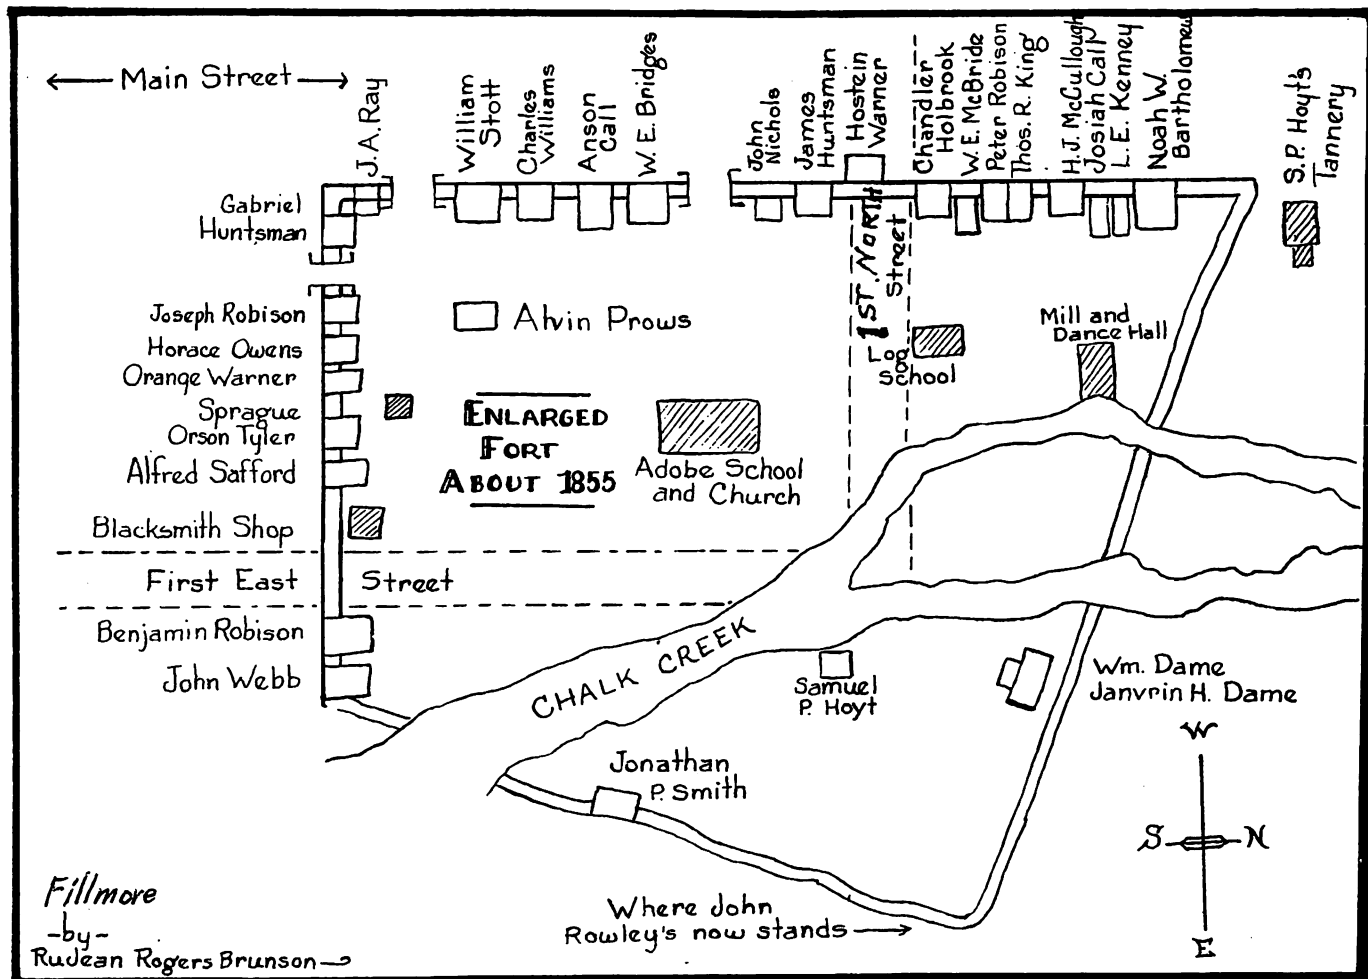 Main Street
J. A. Ray
William
Stott
Charles
Williams
Anson
Call
W. E. Bridges
John
Nichols
James
Huntsman
Hostein
Warner
Chandler
Holbrook
W. E. McBride
Peter Robison
Thos. R. King
H. J. McCullough
Josiah Call
L. E. Kenney
Noah W.
Bartholomew
S. P. Hoyt's
Tannery
Gabriel
Huntsman
Joseph Robison
Horace Owens
Orange Warner
Sprague
Orson Tyler
Alfred Safford
Blacksmith Shop
First East Street
Benjamin Robison
John Webb
Alvin Prows
ENLARGED
FORT
ABOUT 1855
Adobe School
and Church
1ST. NORTH
Street
Log
School
Mill and
Dance Hall
CHALK CREEK
Samuel
P. Hoyt
Wm. Dame
Janvrin H. Dame
Jonathan
P. Smith
Where John
Rowley's now stands
W
S N
E
Fillmore
-by-
Rudean Rogers Brunson